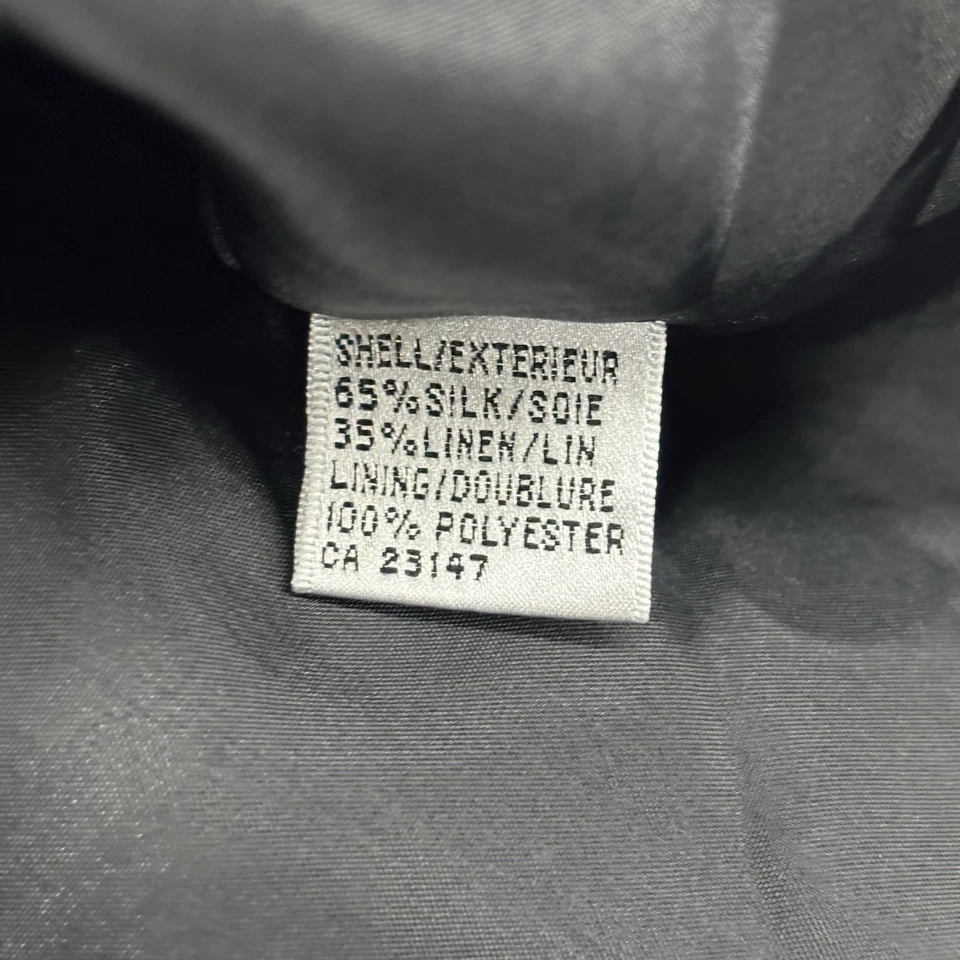 SHELL/EXTERIEUR
65%SILK/SOIE
35%LINEN/LIN
LINING/DOUBLURE
100% POLYESTER
CA 23147